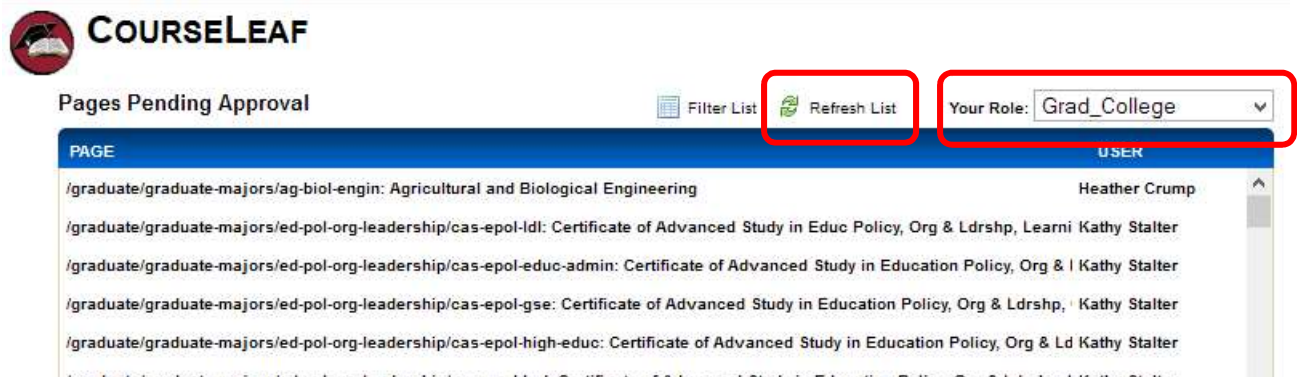 COURSELEAF
Pages Pending Approval Filter List Refresh List Your Role: Grad_College
PAGE USER
/graduate/graduate-majors/ag-biol-engin: Agricultural and Biological Engineering Heather Crump
/graduate/graduate-majors/ed-pol-org-leadership/cas-epol-ldl: Certificate of Advanced Study in Educ Policy, Org & Ldrshp, Learni Kathy Stalter
/graduate/graduate-majors/ed-pol-org-leadership/cas-epol-educ-admin: Certificate of Advanced Study in Education Policy, Org & Kathy Stalter
/graduate/graduate-majors/ed-pol-org-leadership/cas-epol-gse: Certificate of Advanced Study in Education Policy, Org & Ldrshp, Kathy Stalter
/graduate/graduate-majors/ed-pol-org-leadership/cas-epol-high-educ: Certificate of Advanced Study in Education Policy, Org & Ld Kathy Stalter